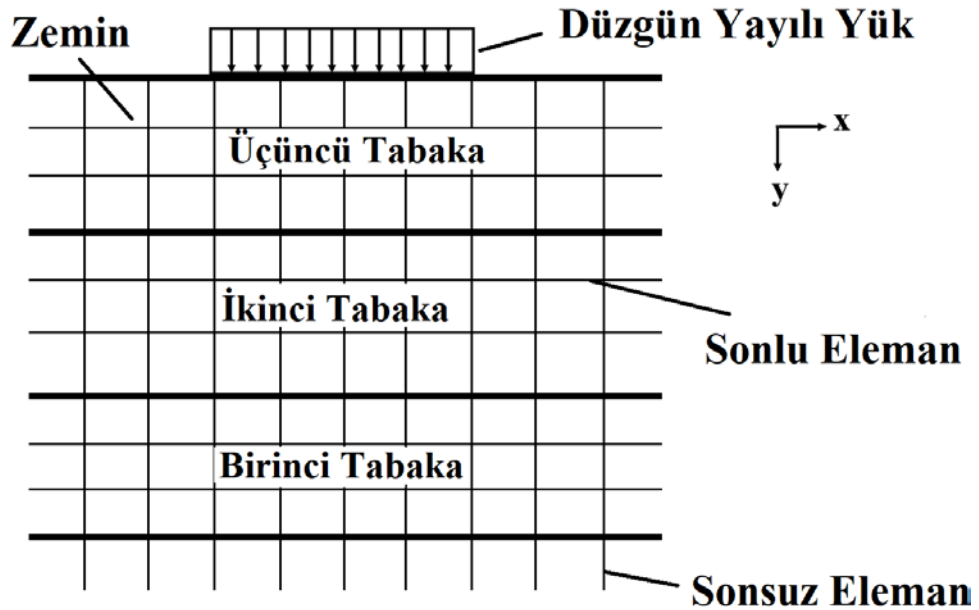 Düzgün Yayılı Yük
Zemin
x
y
Üçüncü Tabaka
İkinci Tabaka
Sonlu Eleman
Birinci Tabaka
Sonsuz Eleman